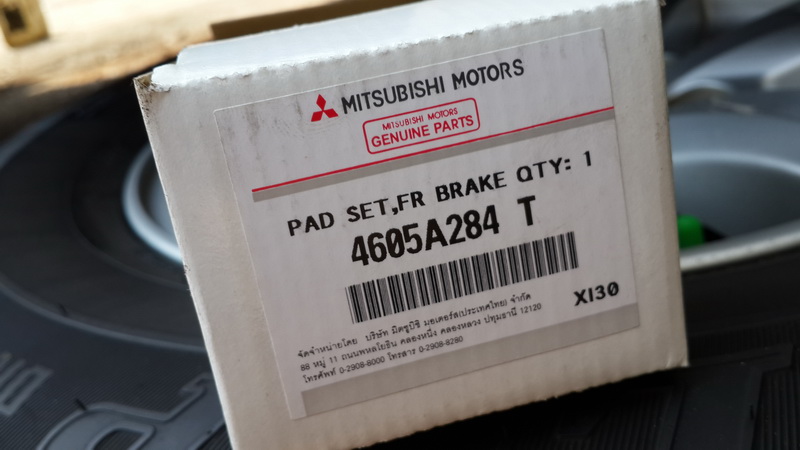 MITSUBISHI MOTORS
MITSUBISHI MOTORS
GENUINE PARTS
PAD SET,FR BRAKE QTY: 1
4605A284 T
XI30
จัดจำหน่ายโดย บริษัท มิตซูบิชิ มอเตอร์ส(ประเทศไทย) จำกัด
88 หมู่ 11 ถนนพหลโยธิน คลองหนึ่ง คลองหลวง ปทุมธานี 12120
โทรศัพท์ 0-2908-8000 โทรสาร 0-2908-8280